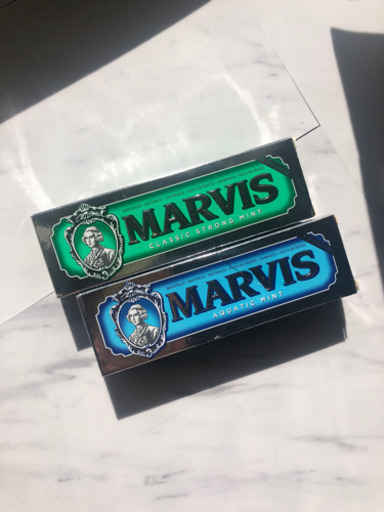 MARVIS
CLASSIC STRONG MINT
MARVIS
AQUATIC MINT